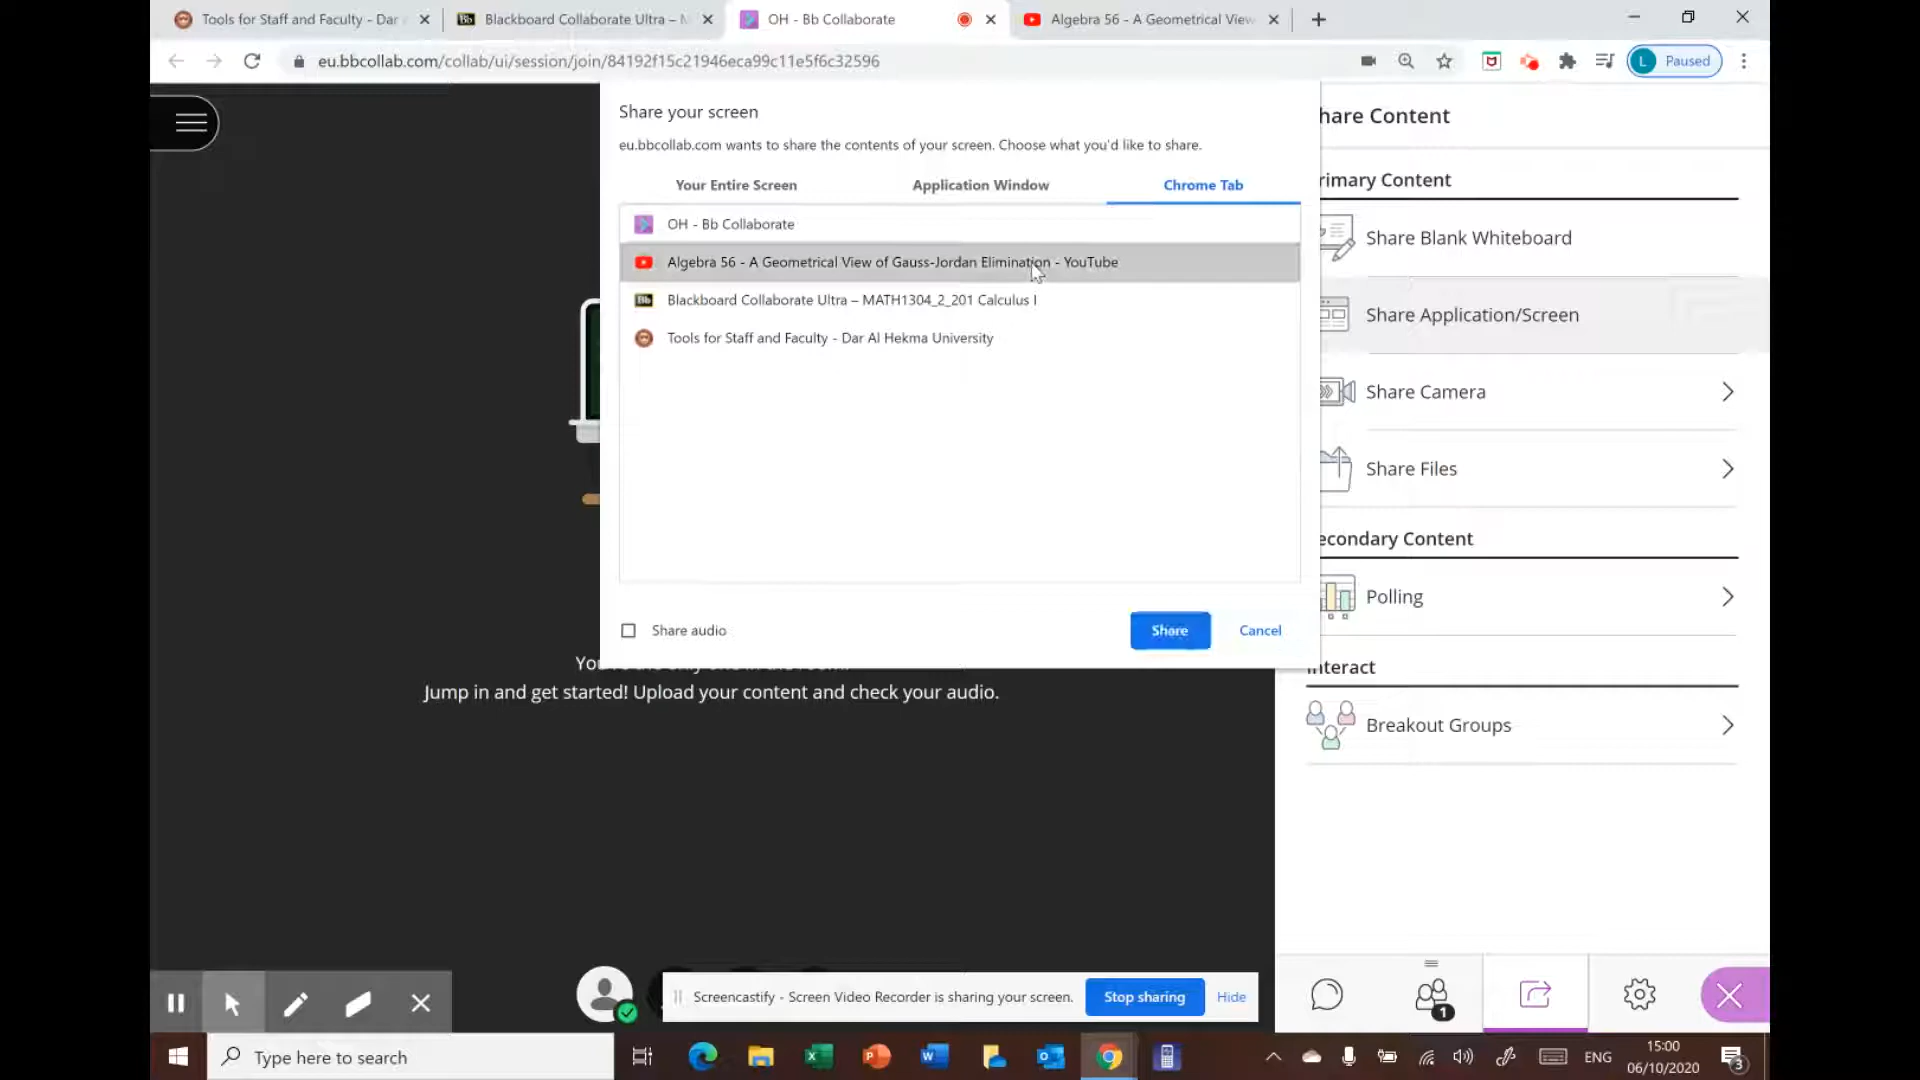 Tools for Staff and Faculty - Dar
Blackboard Collaborate Ultra – M
OH - Bb Collaborate
Algebra 56 - A Geometrical View
eu.bbcollab.com/collab/ui/session/join/84192f15c21946eca99c11e5f6c32596
L Paused
Share your screen
eu.bbcollab.com wants to share the contents of your screen. Choose what you'd like to share.
Your Entire Screen
Application Window
Chrome Tab
OH - Bb Collaborate
Algebra 56 - A Geometrical View of Gauss-Jordan Elimination - YouTube
Bb Blackboard Collaborate Ultra – MATH1304_2_201 Calculus I
Tools for Staff and Faculty - Dar Al Hekma University
Share audio
Share
Cancel
Jump in and get started! Upload your content and check your audio.
hare Content
rimary Content
Share Blank Whiteboard
Share Application/Screen
Share Camera
Share Files
econdary Content
Polling
nteract
Breakout Groups
Screencastify - Screen Video Recorder is sharing your screen.
Stop sharing
Hide
1
Type here to search
ENG
15:00
06/10/2020
3